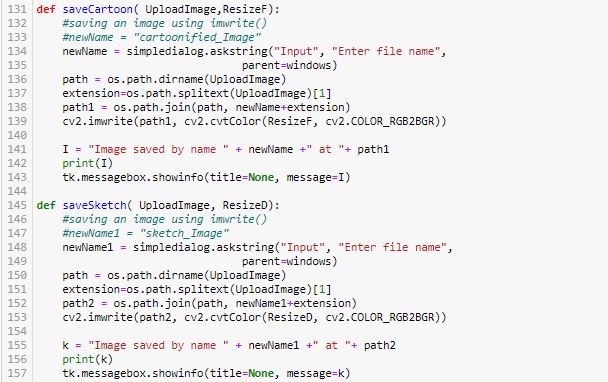 131 def saveCartoon( UploadImage,ResizeF):
132     #saving an image using imwrite()
133     #newName = "cartoonified_Image"
134     newName = simpledialog.askstring("Input", "Enter file name",
135                                 parent=windows)
136     path = os.path.dirname(UploadImage)
137     extension=os.path.splitext(UploadImage)[1]
138     path1 = os.path.join(path, newName+extension)
139     cv2.imwrite(path1, cv2.cvtColor(ResizeF, cv2.COLOR_RGB2BGR))
140
141     I = "Image saved by name " + newName +" at "+ path1
142     print(I)
143     tk.messagebox.showinfo(title=None, message=I)
144
145 def saveSketch( UploadImage, ResizeD):
146     #saving an image using imwrite()
147     #newName1 = "sketch_Image"
148     newName1 = simpledialog.askstring("Input", "Enter file name",
149                                 parent=windows)
150     path = os.path.dirname(UploadImage)
151     extension=os.path.splitext(UploadImage)[1]
152     path2 = os.path.join(path, newName1+extension)
153     cv2.imwrite(path2, cv2.cvtColor(ResizeD, cv2.COLOR_RGB2BGR))
154
155     k = "Image saved by name " + newName1 +" at "+ path2
156     print(k)
157     tk.messagebox.showinfo(title=None, message=k)